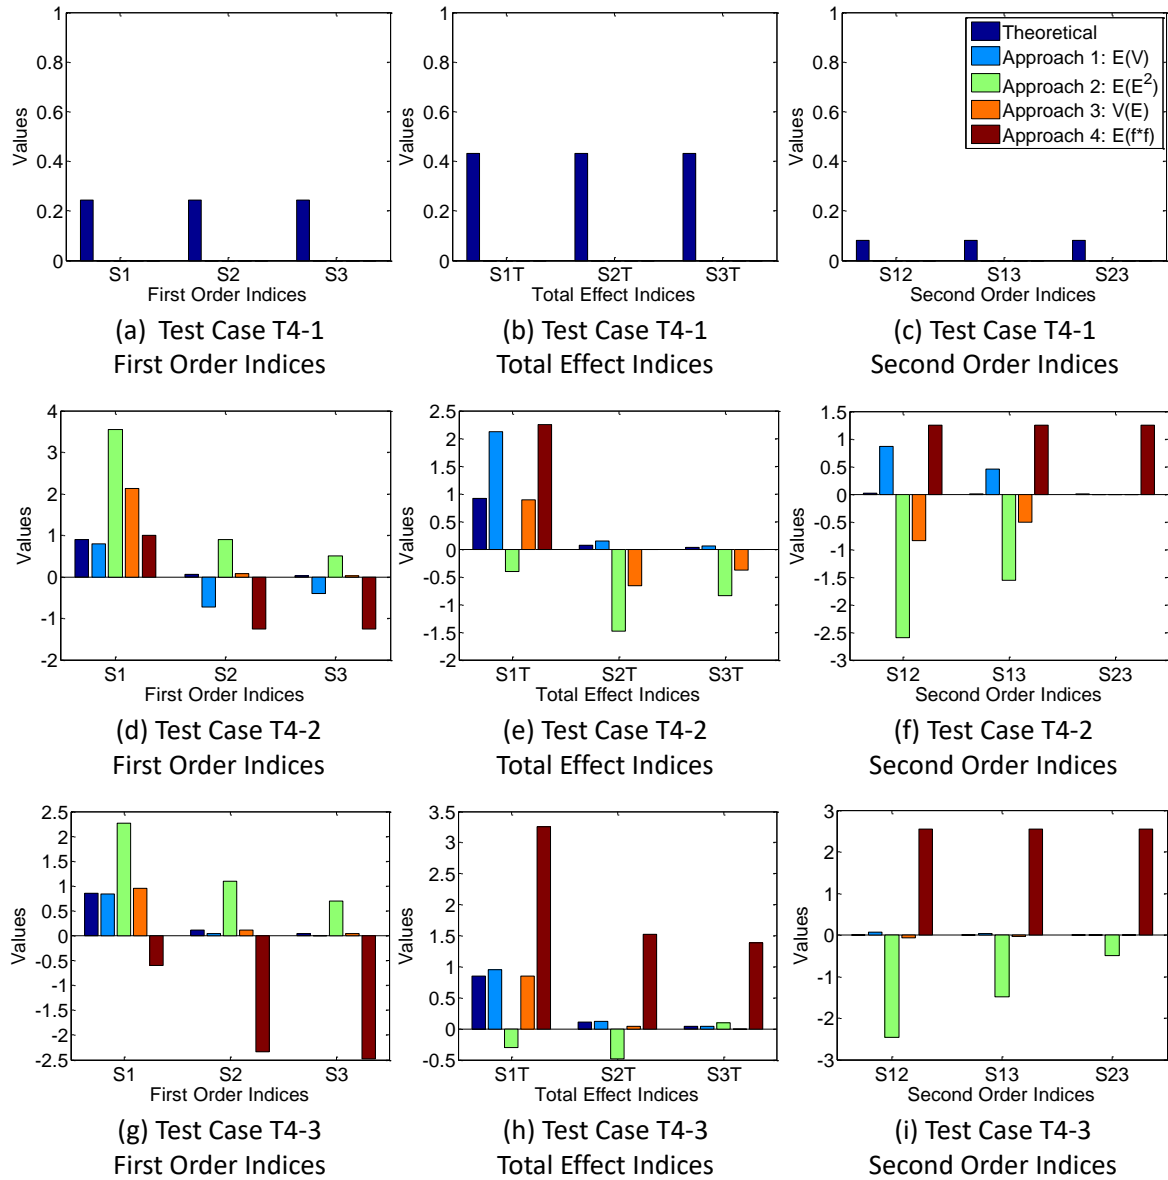 1
0.8
0.6
0.4
0.2
0
Values
S1 S2 S3
First Order Indices
(a) Test Case T4-1
First Order Indices
1
0.8
0.6
0.4
0.2
0
Values
S1T S2T S3T
Total Effect Indices
(b) Test Case T4-1
Total Effect Indices
1
0.8
0.6
0.4
0.2
0
Values
Theoretical
Approach 1: E(V)
Approach 2: E(E²)
Approach 3: V(E)
Approach 4: E(f*f)
S12 S13 S23
Second Order Indices
(c) Test Case T4-1
Second Order Indices
4
3
2
1
0
-1
-2
Values
S1 S2 S3
First Order Indices
(d) Test Case T4-2
First Order Indices
2.5
2
1.5
1
0.5
0
-0.5
-1
-1.5
-2
Values
S1T S2T S3T
Total Effect Indices
(e) Test Case T4-2
Total Effect Indices
1.5
1
0.5
0
-0.5
-1
-1.5
-2
-2.5
-3
Values
S12 S13 S23
Second Order Indices
(f) Test Case T4-2
Second Order Indices
2.5
2
1.5
1
0.5
0
-0.5
-1
-1.5
-2
-2.5
Values
S1 S2 S3
First Order Indices
(g) Test Case T4-3
First Order Indices
3.5
3
2.5
2
1.5
1
0.5
0
-0.5
Values
S1T S2T S3T
Total Effect Indices
(h) Test Case T4-3
Total Effect Indices
3
2
1
0
-1
-2
-3
Values
S12 S13 S23
Second Order Indices
(i) Test Case T4-3
Second Order Indices